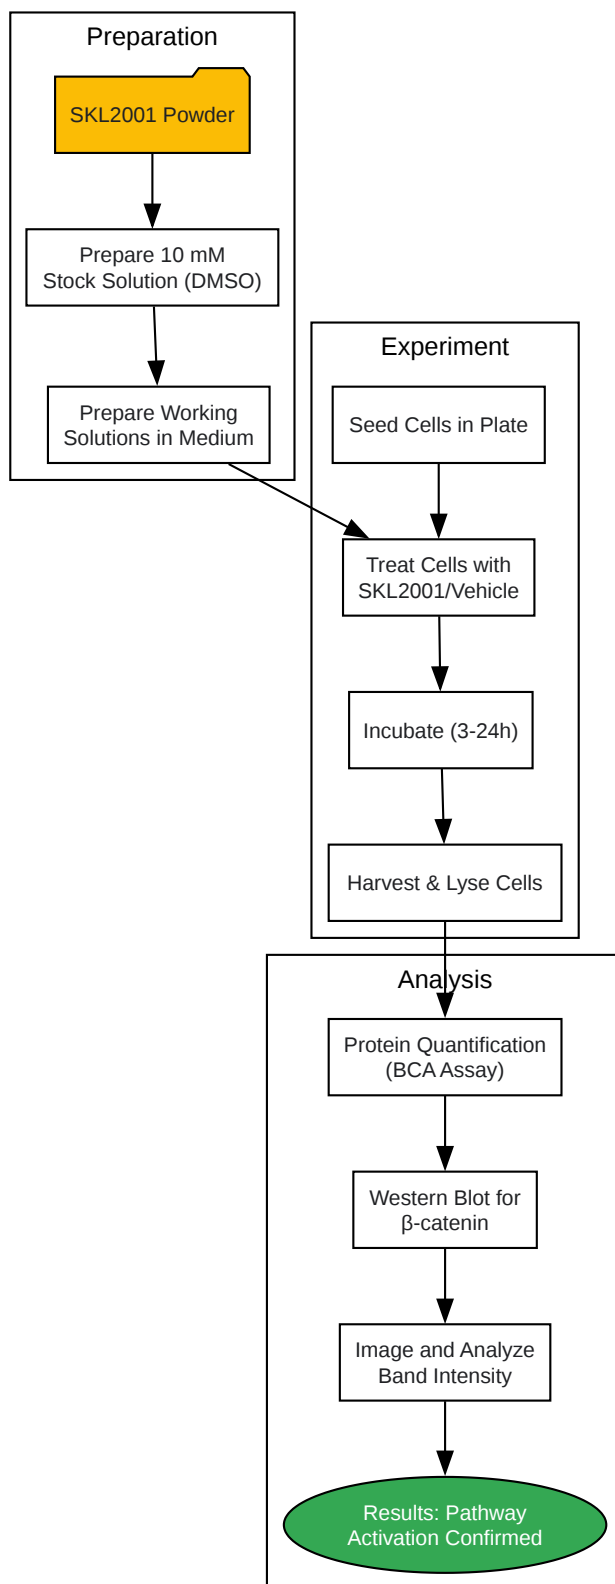 Preparation
SKL2001 Powder
Prepare 10 mM
Stock Solution (DMSO)
Prepare Working
Solutions in Medium
Experiment
Seed Cells in Plate
Treat Cells with
SKL2001/Vehicle
Incubate (3-24h)
Harvest & Lyse Cells
Analysis
Protein Quantification
(BCA Assay)
Western Blot for
β-catenin
Image and Analyze
Band Intensity
Results: Pathway
Activation Confirmed